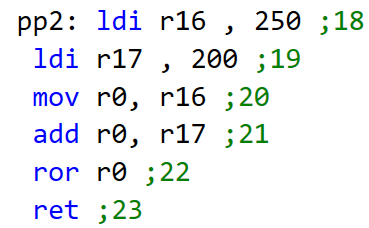 pp2: ldi r16 , 250 ;18
ldi r17 , 200 ;19
mov r0, r16 ;20
add r0, r17 ;21
ror r0 ;22
ret ;23